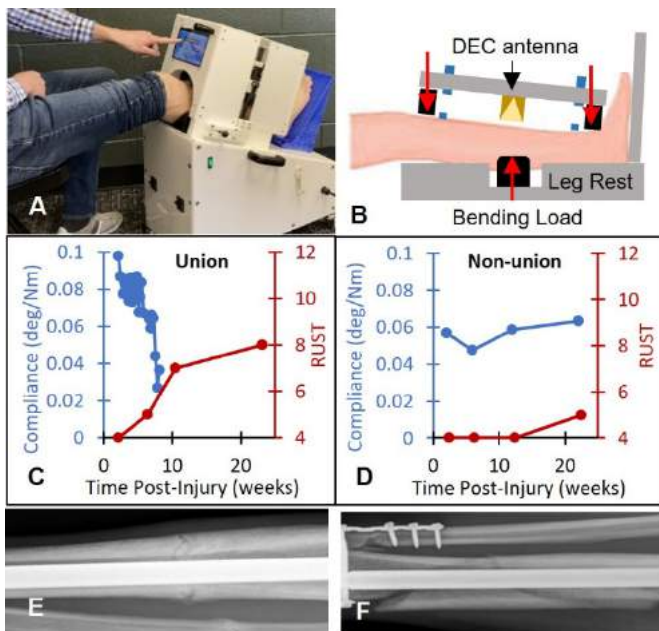 A
DEC antenna
B
Leg Rest
Bending Load
0.1
0.08
0.06
0.04
0.02
0
Compliance (deg/Nm)
Union
12
10
8
6
4
RUST
0 10 20
C
Time Post-Injury (weeks)
0.1
0.08
0.06
0.04
0.02
0
Compliance (deg/Nm)
Non-union
12
10
8
6
4
RUST
0 10 20
D
Time Post-Injury (weeks)
E
F